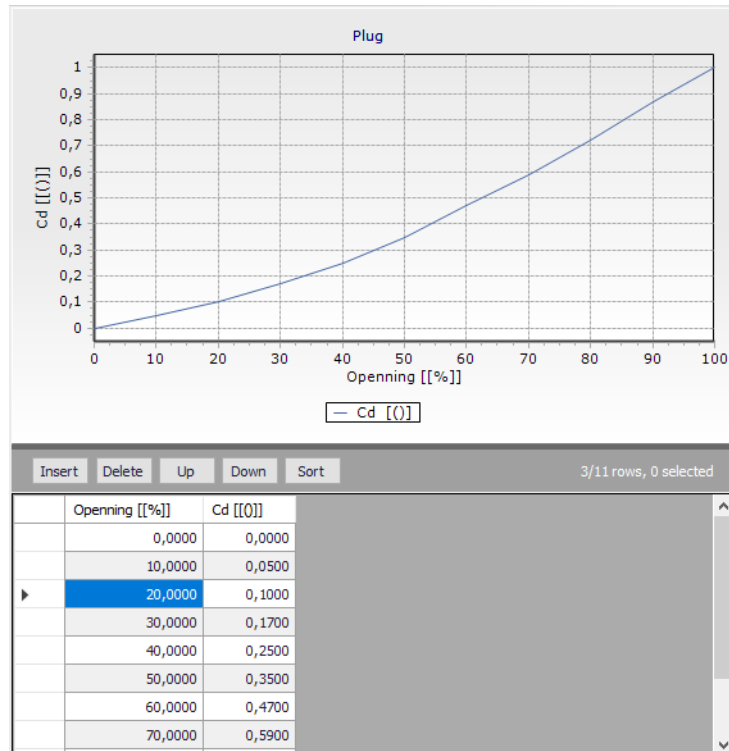 Plug
1
0,9
0,8
0,7
0,6
0,5
0,4
0,3
0,2
0,1
0
Cd [[()]]
0 10 20 30 40 50 60 70 80 90 100
Openning [[%]]
Cd [()]
Insert Delete Up Down Sort 3/11 rows, 0 selected
Openning [[%]] Cd [[()]]
0,0000 0,0000
10,0000 0,0500
20,0000 0,1000
30,0000 0,1700
40,0000 0,2500
50,0000 0,3500
60,0000 0,4700
70,0000 0,5900